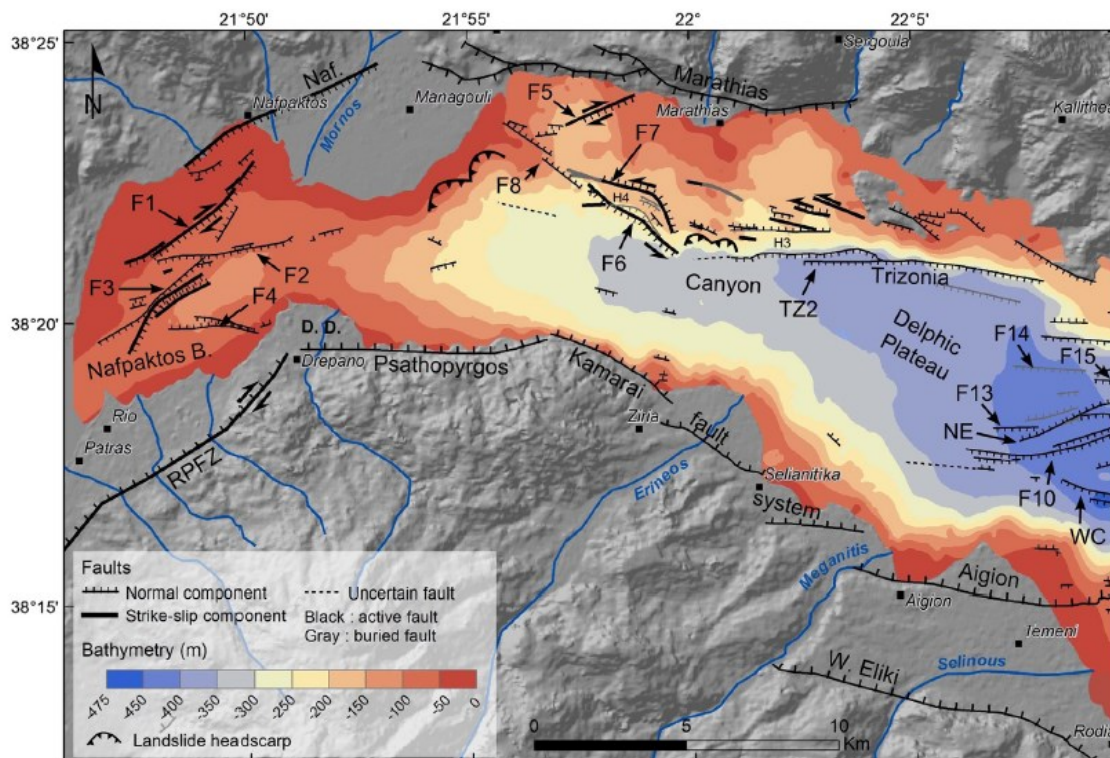 21°50'
21°55'
22°
22°5'
38°25'
38°20'
38°15'
N
Naf.
Nafpaktos
Mornos
Managouli
F5
Marathias
Marathias
Sergoula
Kallithea
F7
F1
F8
H4
F6
H3
F2
F3
F4
Canyon
TZ2
Trizonia
Nafpaktos B.
D. D.
Drepano
Psathopyrgos
Kamarai
fault
system
Delphic
Plateau
F14
F15
F13
NE
F10
WC
Rio
Patras
RPFZ
Ziria
Erineos
Selianitika
Meganitis
Aigion
Aigion
Temeni
W. Eliki
Selinous
Rodia
Faults
Normal component
Uncertain fault
Strike-slip component
Black : active fault
Gray : buried fault
Bathymetry (m)
-475
-450
-400
-350
-300
-250
-200
-150
-100
-50
0
Landslide headscarp
0
5
10
Km